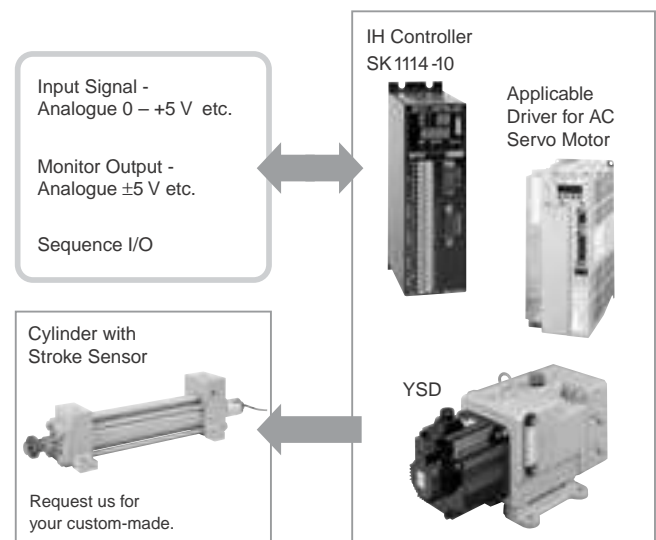 Input Signal -
Analogue 0 – +5 V etc.
Monitor Output -
Analogue ±5 V etc.
Sequence I/O
IH Controller
SK1114-10
Applicable
Driver for AC
Servo Motor
Cylinder with
Stroke Sensor
Request us for
your custom-made.
YSD